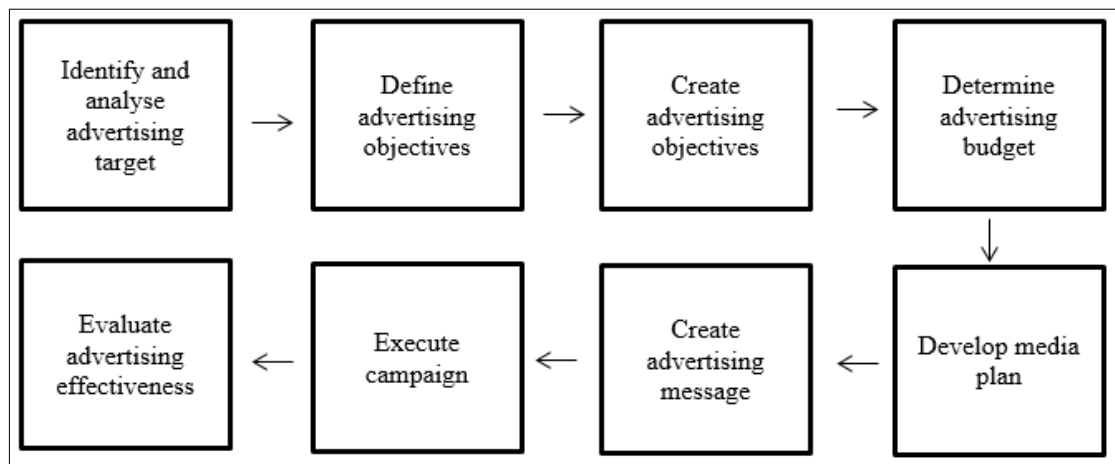 Identify and
analyse
advertising
target
Define
advertising
objectives
Create
advertising
objectives
Determine
advertising
budget
Develop media
plan
Create
advertising
message
Execute
campaign
Evaluate
advertising
effectiveness